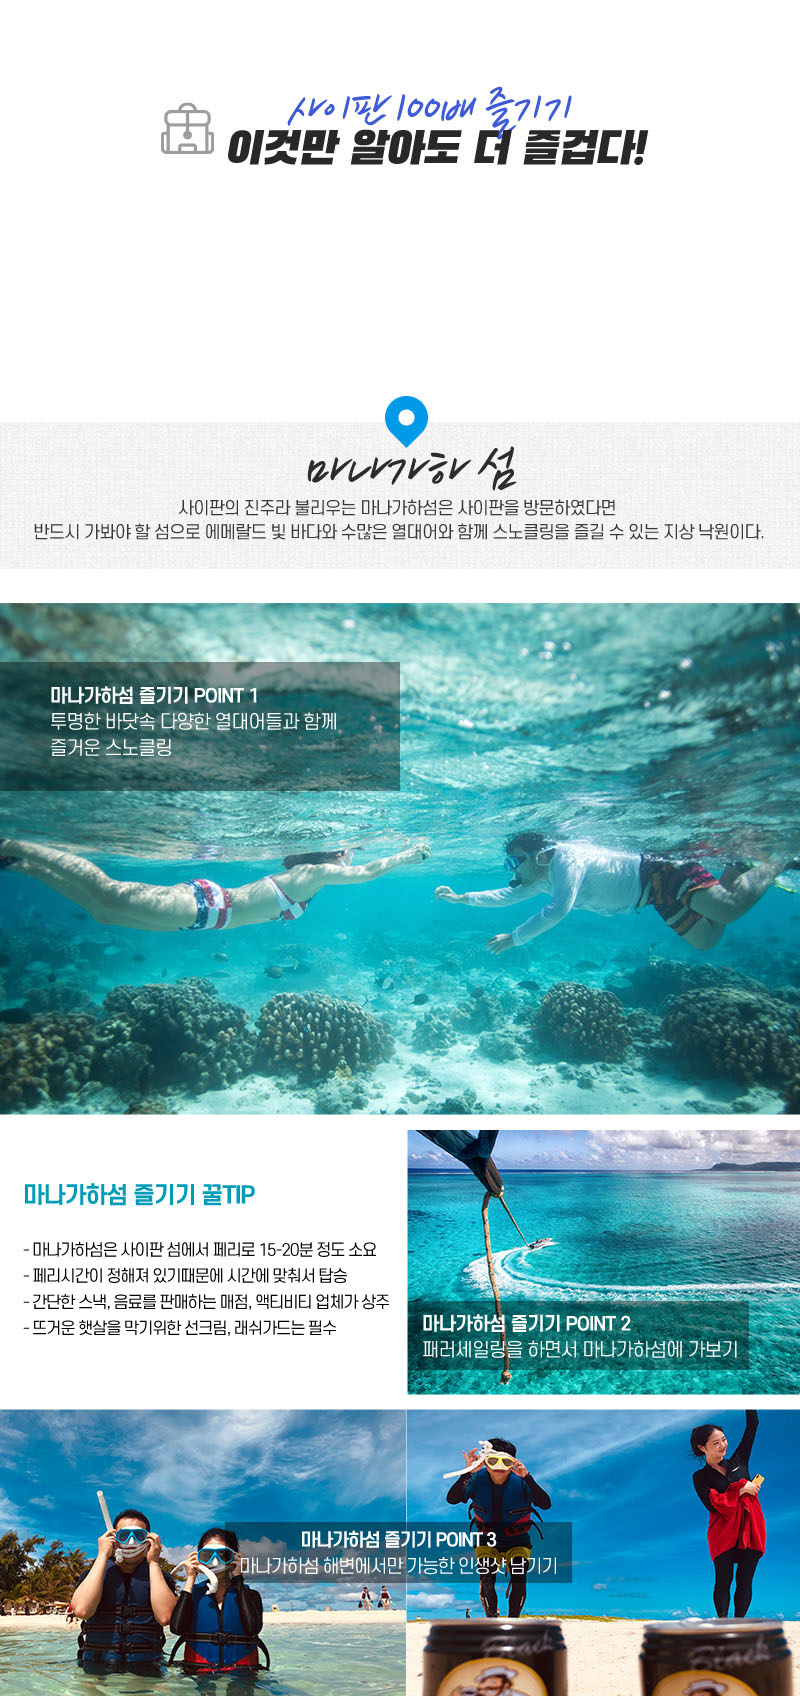 사이판 100배 즐기기
이것만 알아도 더 즐겁다!
마나가하 섬
사이판의 진주라 불리우는 마나가하섬은 사이판을 방문하였다면
반드시 가봐야 할 섬으로 에메랄드 빛 바다와 수많은 열대어와 함께 스노클링을 즐길 수 있는 지상 낙원이다.
마나가하섬 즐기기 POINT 1
투명한 바닷속 다양한 열대어들과 함께
즐거운 스노클링
마나가하섬 즐기기 꿀TIP
- 마나가하섬은 사이판 섬에서 페리로 15-20분 정도 소요
- 페리시간이 정해져 있기때문에 시간에 맞춰서 탑승
- 간단한 스낵, 음료를 판매하는 매점, 액티비티 업체가 상주
- 뜨거운 햇살을 막기위한 선크림, 래쉬가드는 필수
마나가하섬 즐기기 POINT 2
패러세일링을 하면서 마나가하섬에 가보기
마나가하섬 즐기기 POINT 3
마나가하섬 해변에서만 가능한 인생샷 남기기
Black
Black